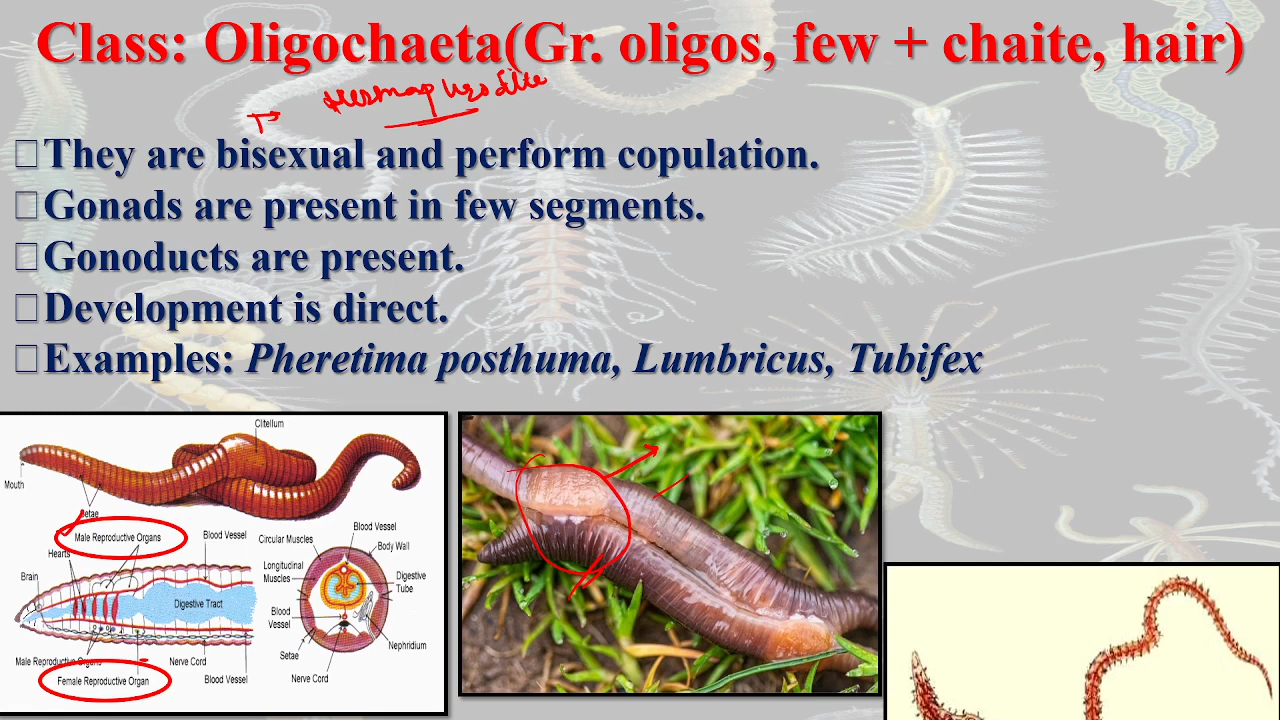 Class: Oligochaeta(Gr. oligos, few + chaite, hair)
They are bisexual and perform copulation.
Gonads are present in few segments.
Gonoducts are present.
Development is direct.
Examples: Pheretima posthuma, Lumbricus, Tubifex
Clitellum
Mouth
Setae
Male Reproductive Organs
Hearts
Blood Vessel
Brain
Digestive Tract
Male Reproductive Organs
Nerve Cord
Female Reproductive Organ
Blood Vessel
Blood Vessel
Circular Muscles
Body Wall
Longitudinal
Muscles
Digestive
Tube
Blood
Vessel
Nephridium
Setae
Nerve Cord